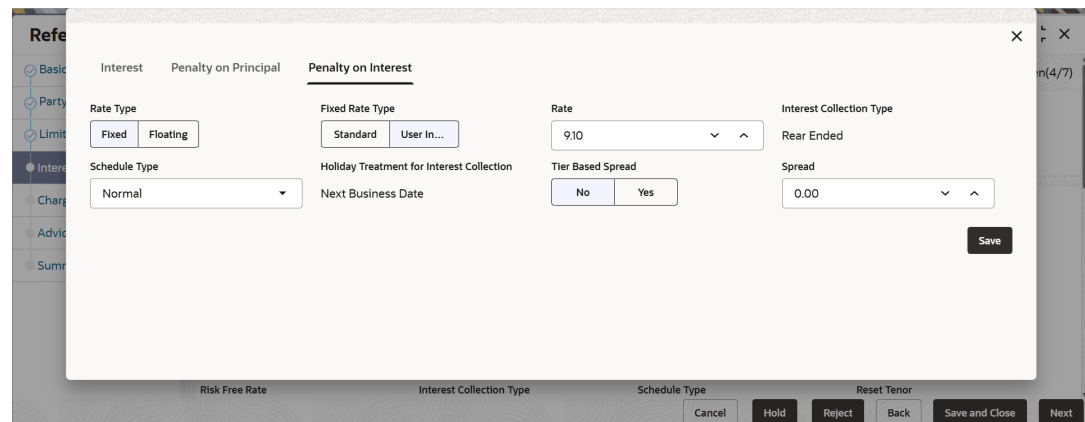 Refe
Basic
Party
Limit
Intere
Charg
Advic
Summ
en(4/7)
Interest Penalty on Principal Penalty on Interest
Rate Type Fixed Rate Type Rate Interest Collection Type
Fixed Floating Standard User In... 9.10 Rear Ended
Schedule Type Holiday Treatment for Interest Collection Tier Based Spread Spread
Normal Next Business Date No Yes 0.00
Save
Risk Free Rate Interest Collection Type Schedule Type Reset Tenor
Cancel Hold Reject Back Save and Close Next